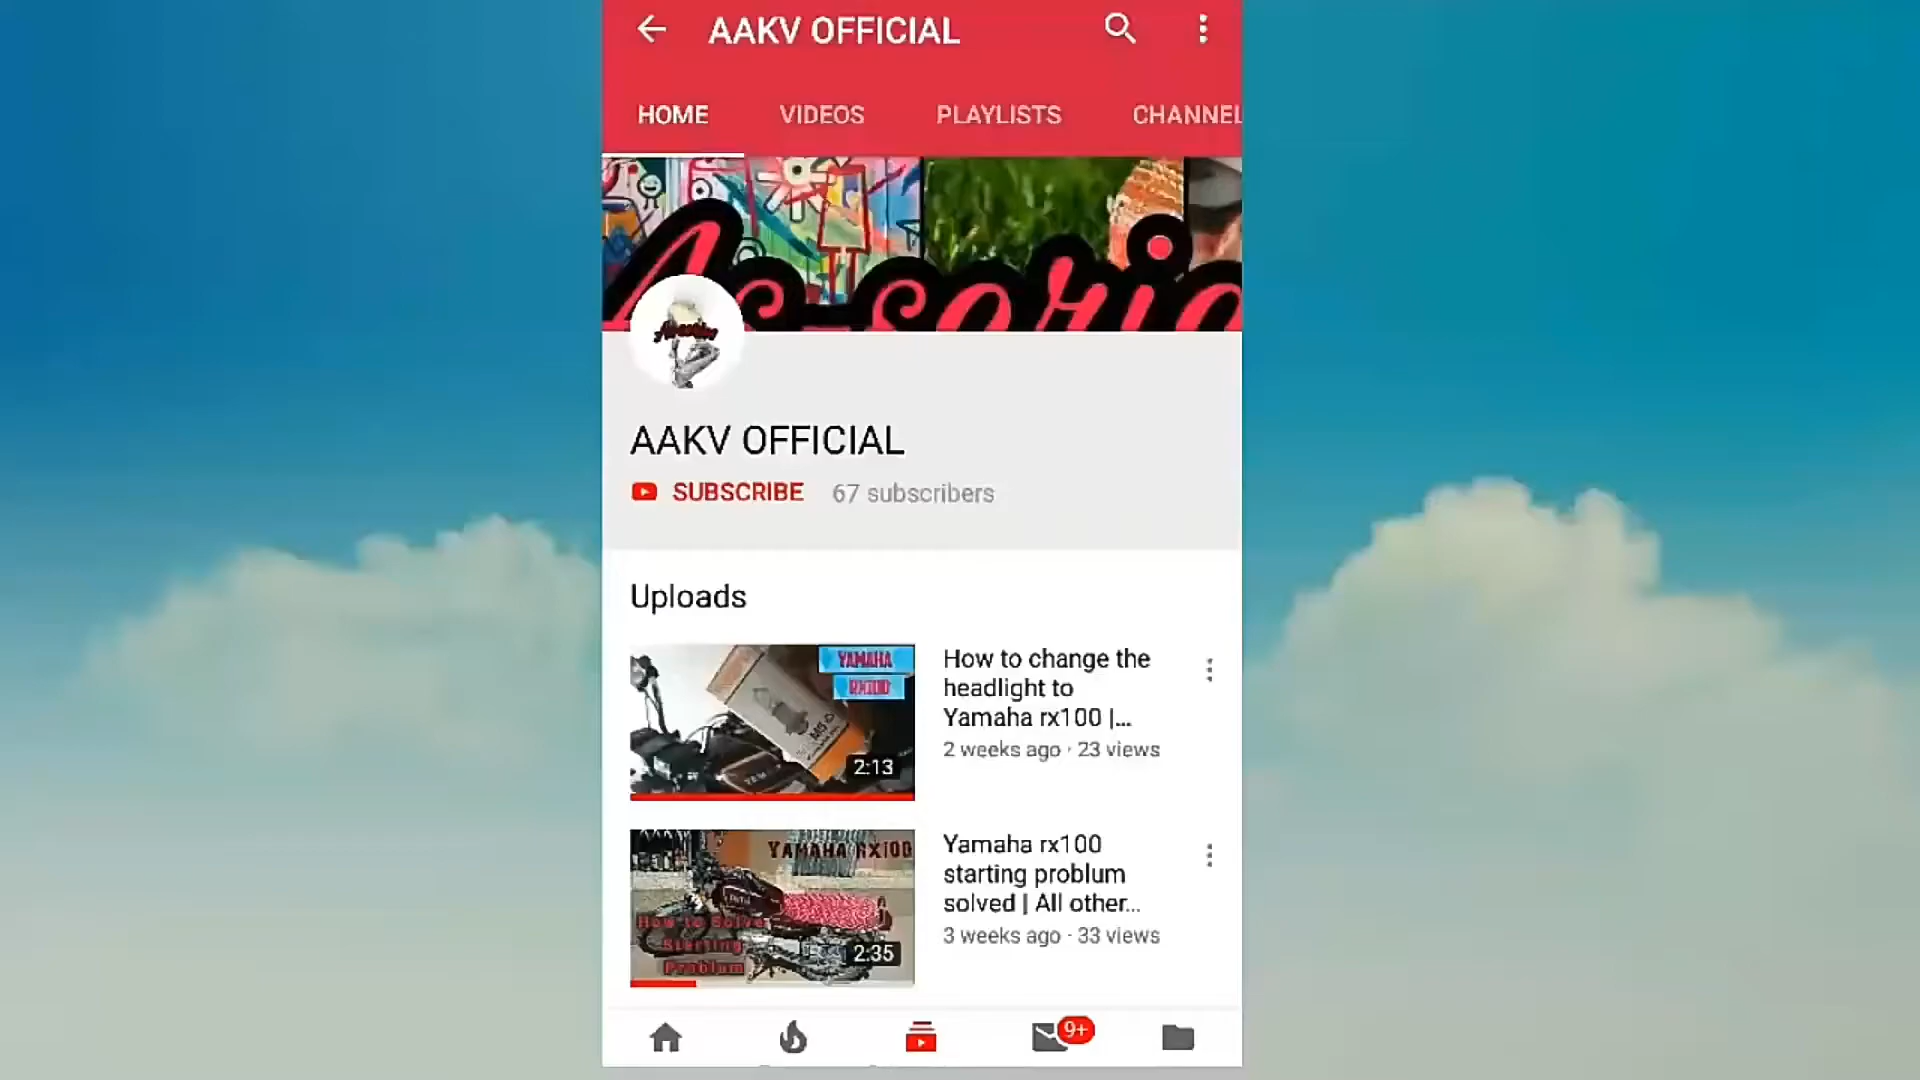 AAKV OFFICIAL
HOME VIDEOS PLAYLISTS CHANNEL
AAKV OFFICIAL
SUBSCRIBE 67 subscribers
Uploads
YAMAHA
RX100
2:13
How to change the
headlight to
Yamaha rx100 |...
2 weeks ago · 23 views
YAMAHA RX100
How to Solve
Starting
Problem
2:35
Yamaha rx100
starting problum
solved | All other...
3 weeks ago · 33 views
9+